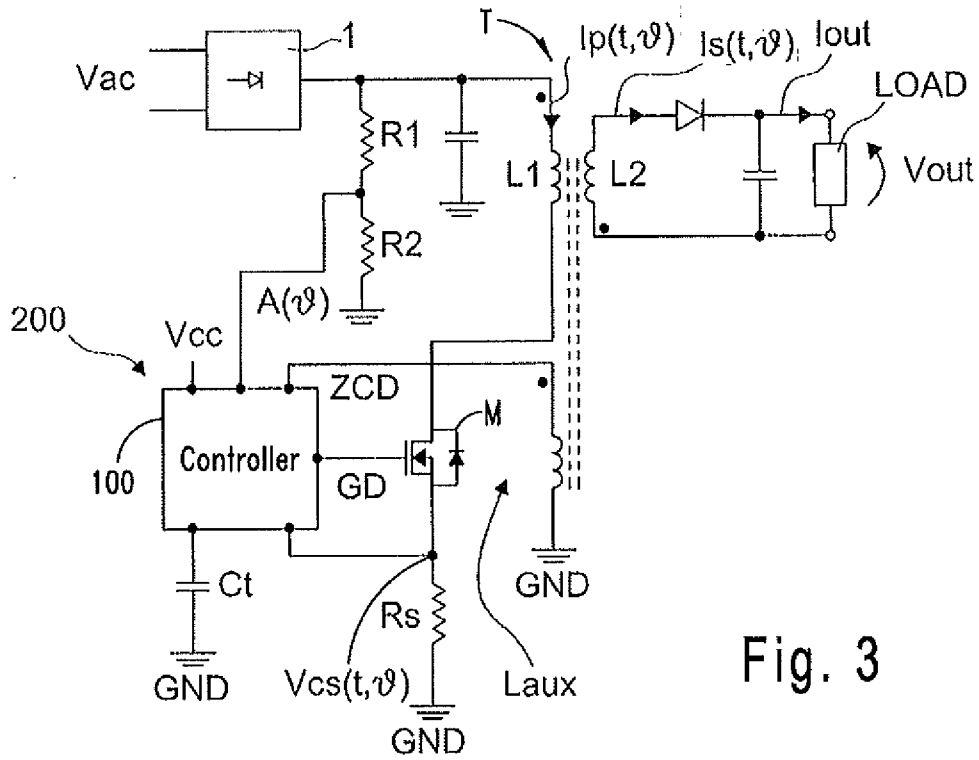 1
T
Ip(t,ϑ)
Is(t,ϑ)
Iout
Vac
LOAD
R1
L1
L2
Vout
R2
A(ϑ)
200
Vcc
ZCD
M
Controller
100
GD
Ct
GND
Rs
GND
Vcs(t,ϑ)
Laux
GND
Fig. 3